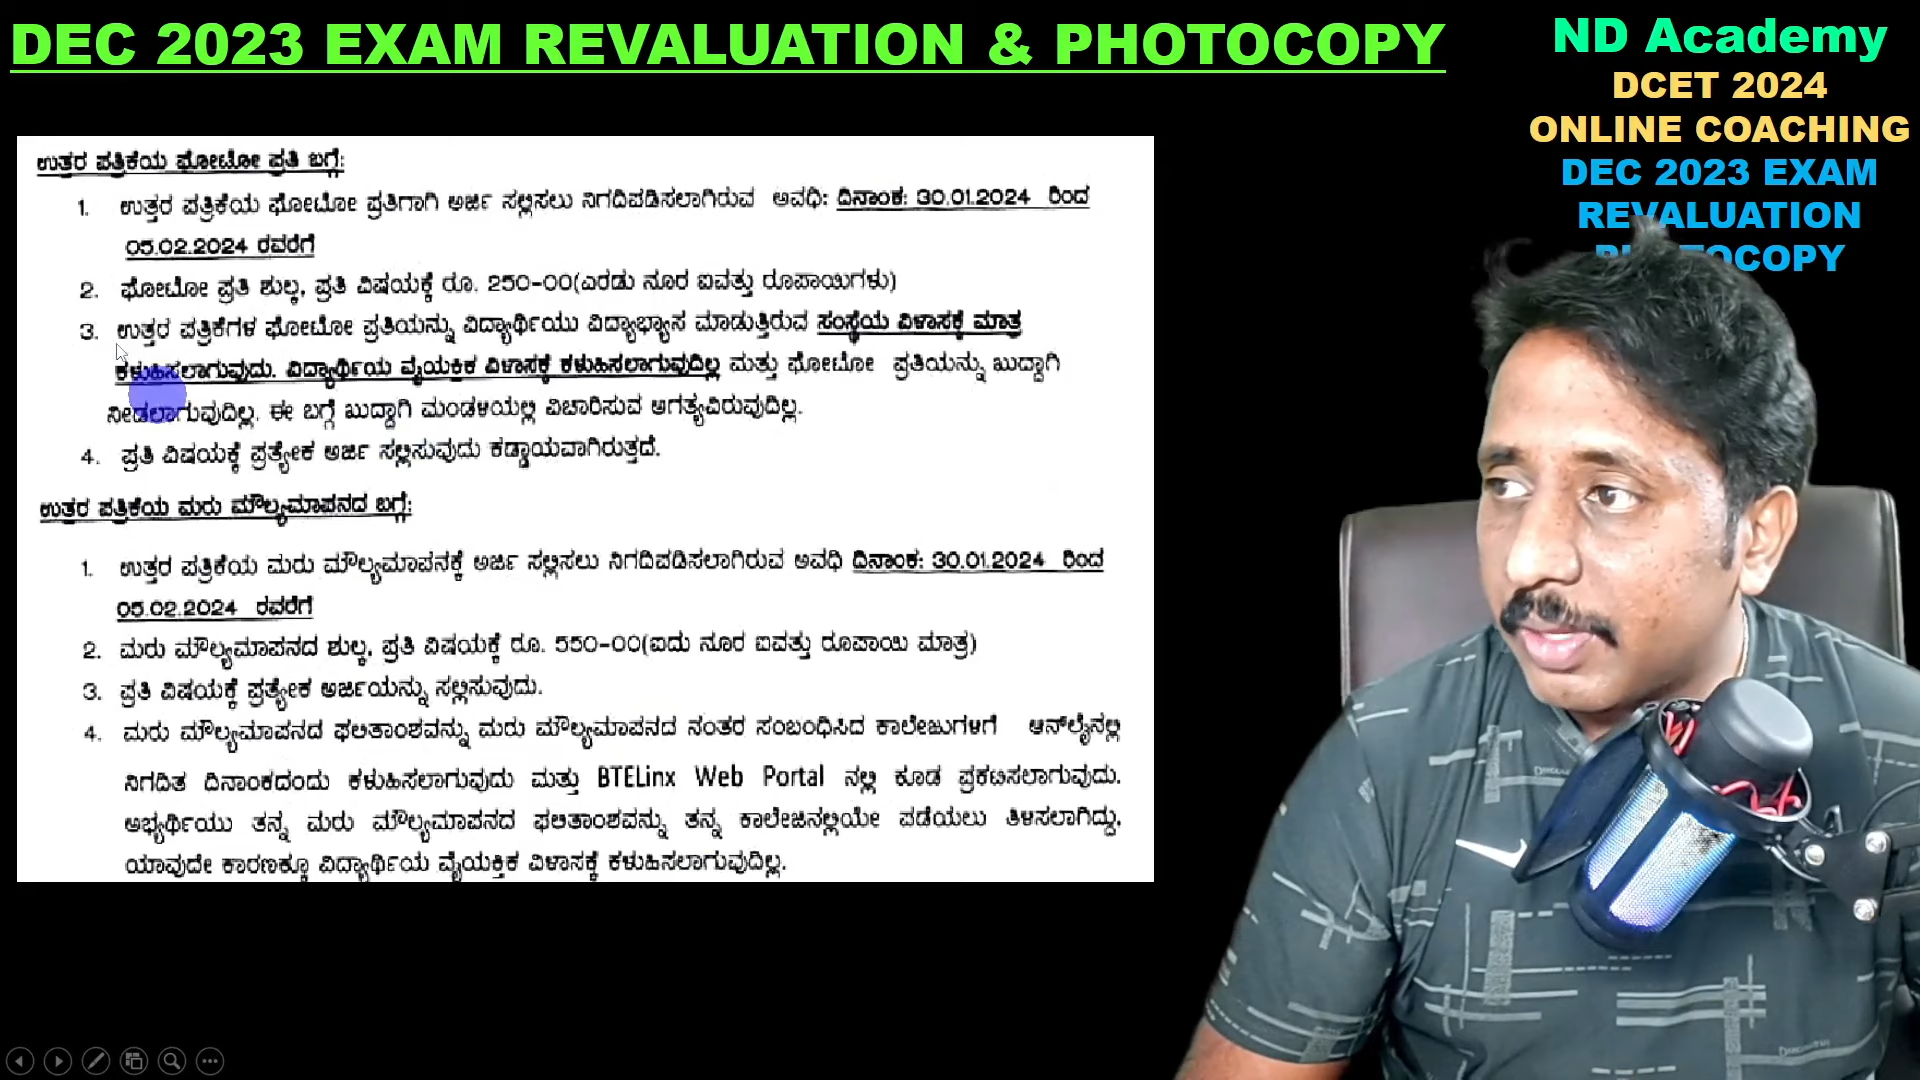 DEC 2023 EXAM REVALUATION & PHOTOCOPY
ND Academy
DCET 2024
ONLINE COACHING
DEC 2023 EXAM
REVALUATION
PHOTOCOPY
ಉತ್ತರ ಪತ್ರಿಕೆಯ ಫೋಟೋ ಪ್ರತಿ ಬಗ್ಗೆ:
1. ಉತ್ತರ ಪತ್ರಿಕೆಯ ಫೋಟೋ ಪ್ರತಿಗಾಗಿ ಅರ್ಜಿ ಸಲ್ಲಿಸಲು ನಿಗದಿಪಡಿಸಲಾಗಿರುವ ಅವಧಿ: ದಿನಾಂಕ: 30.01.2024 ರಿಂದ
05.02.2024 ರವರೆಗೆ
2. ಫೋಟೋ ಪ್ರತಿ ಶುಲ್ಕ, ಪ್ರತಿ ವಿಷಯಕ್ಕೆ ರೂ. 250-00(ಎರಡು ನೂರ ಐವತ್ತು ರೂಪಾಯಿಗಳು)
3. ಉತ್ತರ ಪತ್ರಿಕೆಗಳ ಫೋಟೋ ಪ್ರತಿಯನ್ನು ವಿದ್ಯಾರ್ಥಿಯು ವಿದ್ಯಾಭ್ಯಾಸ ಮಾಡುತ್ತಿರುವ ಸಂಸ್ಥೆಯ ವಿಳಾಸಕ್ಕೆ ಮಾತ್ರ
ಕಳುಹಿಸಲಾಗುವುದು. ವಿದ್ಯಾರ್ಥಿಯ ವೈಯಕ್ತಿಕ ವಿಳಾಸಕ್ಕೆ ಕಳುಹಿಸಲಾಗುವುದಿಲ್ಲ ಮತ್ತು ಫೋಟೋ ಪ್ರತಿಯನ್ನು ಖುದ್ದಾಗಿ
ನೀಡಲಾಗುವುದಿಲ್ಲ. ಈ ಬಗ್ಗೆ ಖುದ್ದಾಗಿ ಮಂಡಳಿಯಲ್ಲಿ ವಿಚಾರಿಸುವ ಅಗತ್ಯವಿರುವುದಿಲ್ಲ.
4. ಪ್ರತಿ ವಿಷಯಕ್ಕೆ ಪ್ರತ್ಯೇಕ ಅರ್ಜಿ ಸಲ್ಲಿಸುವುದು ಕಡ್ಡಾಯವಾಗಿರುತ್ತದೆ.
ಉತ್ತರ ಪತ್ರಿಕೆಯ ಮರು ಮೌಲ್ಯಮಾಪನದ ಬಗ್ಗೆ:
1. ಉತ್ತರ ಪತ್ರಿಕೆಯ ಮರು ಮೌಲ್ಯಮಾಪನಕ್ಕೆ ಅರ್ಜಿ ಸಲ್ಲಿಸಲು ನಿಗದಿಪಡಿಸಲಾಗಿರುವ ಅವಧಿ ದಿನಾಂಕ: 30.01.2024 ರಿಂದ
05.02.2024 ರವರೆಗೆ
2. ಮರು ಮೌಲ್ಯಮಾಪನದ ಶುಲ್ಕ, ಪ್ರತಿ ವಿಷಯಕ್ಕೆ ರೂ. 550-00(ಐದು ನೂರ ಐವತ್ತು ರೂಪಾಯಿ ಮಾತ್ರ)
3. ಪ್ರತಿ ವಿಷಯಕ್ಕೆ ಪ್ರತ್ಯೇಕ ಅರ್ಜಿಯನ್ನು ಸಲ್ಲಿಸುವುದು.
4. ಮರು ಮೌಲ್ಯಮಾಪನದ ಫಲಿತಾಂಶವನ್ನು ಮರು ಮೌಲ್ಯಮಾಪನದ ನಂತರ ಸಂಬಂಧಿಸಿದ ಕಾಲೇಜುಗಳಿಗೆ ಆನ್‌ಲೈನಲ್ಲಿ
ನಿಗದಿತ ದಿನಾಂಕದಂದು ಕಳುಹಿಸಲಾಗುವುದು ಮತ್ತು BTELinx Web Portal ನಲ್ಲಿ ಕೂಡ ಪ್ರಕಟಿಸಲಾಗುವುದು.
ಅಭ್ಯರ್ಥಿಯು ತನ್ನ ಮರು ಮೌಲ್ಯಮಾಪನದ ಫಲಿತಾಂಶವನ್ನು ತನ್ನ ಕಾಲೇಜಿನಲ್ಲಿಯೇ ಪಡೆಯಲು ತಿಳಿಸಲಾಗಿದ್ದು,
ಯಾವುದೇ ಕಾರಣಕ್ಕೂ ವಿದ್ಯಾರ್ಥಿಯ ವೈಯಕ್ತಿಕ ವಿಳಾಸಕ್ಕೆ ಕಳುಹಿಸಲಾಗುವುದಿಲ್ಲ.